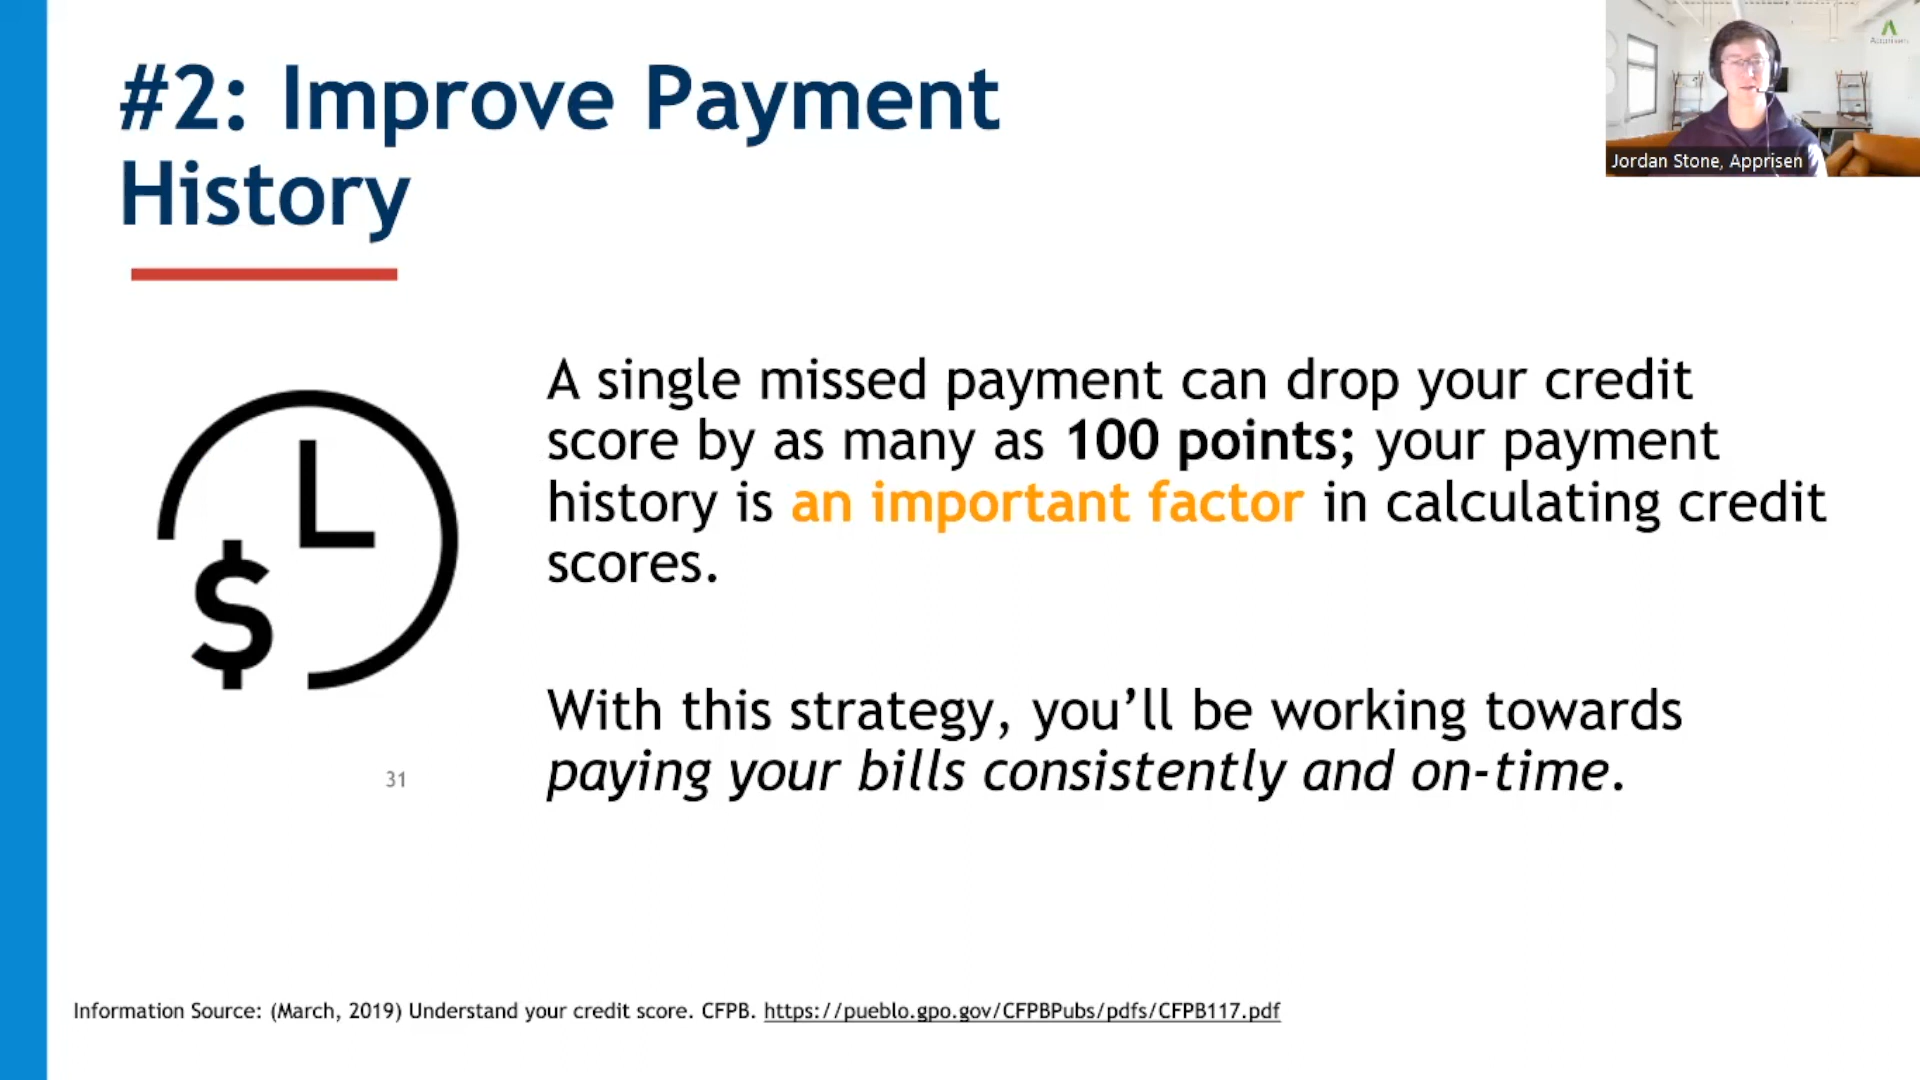 #2: Improve Payment
History
Jordan Stone, Apprisen
A single missed payment can drop your credit
score by as many as 100 points; your payment
history is an important factor in calculating credit
scores.
$
With this strategy, you’ll be working towards
paying your bills consistently and on-time.
31
Information Source: (March, 2019) Understand your credit score. CFPB. https://pueblo.gpo.gov/CFPBPubs/pdfs/CFPB117.pdf